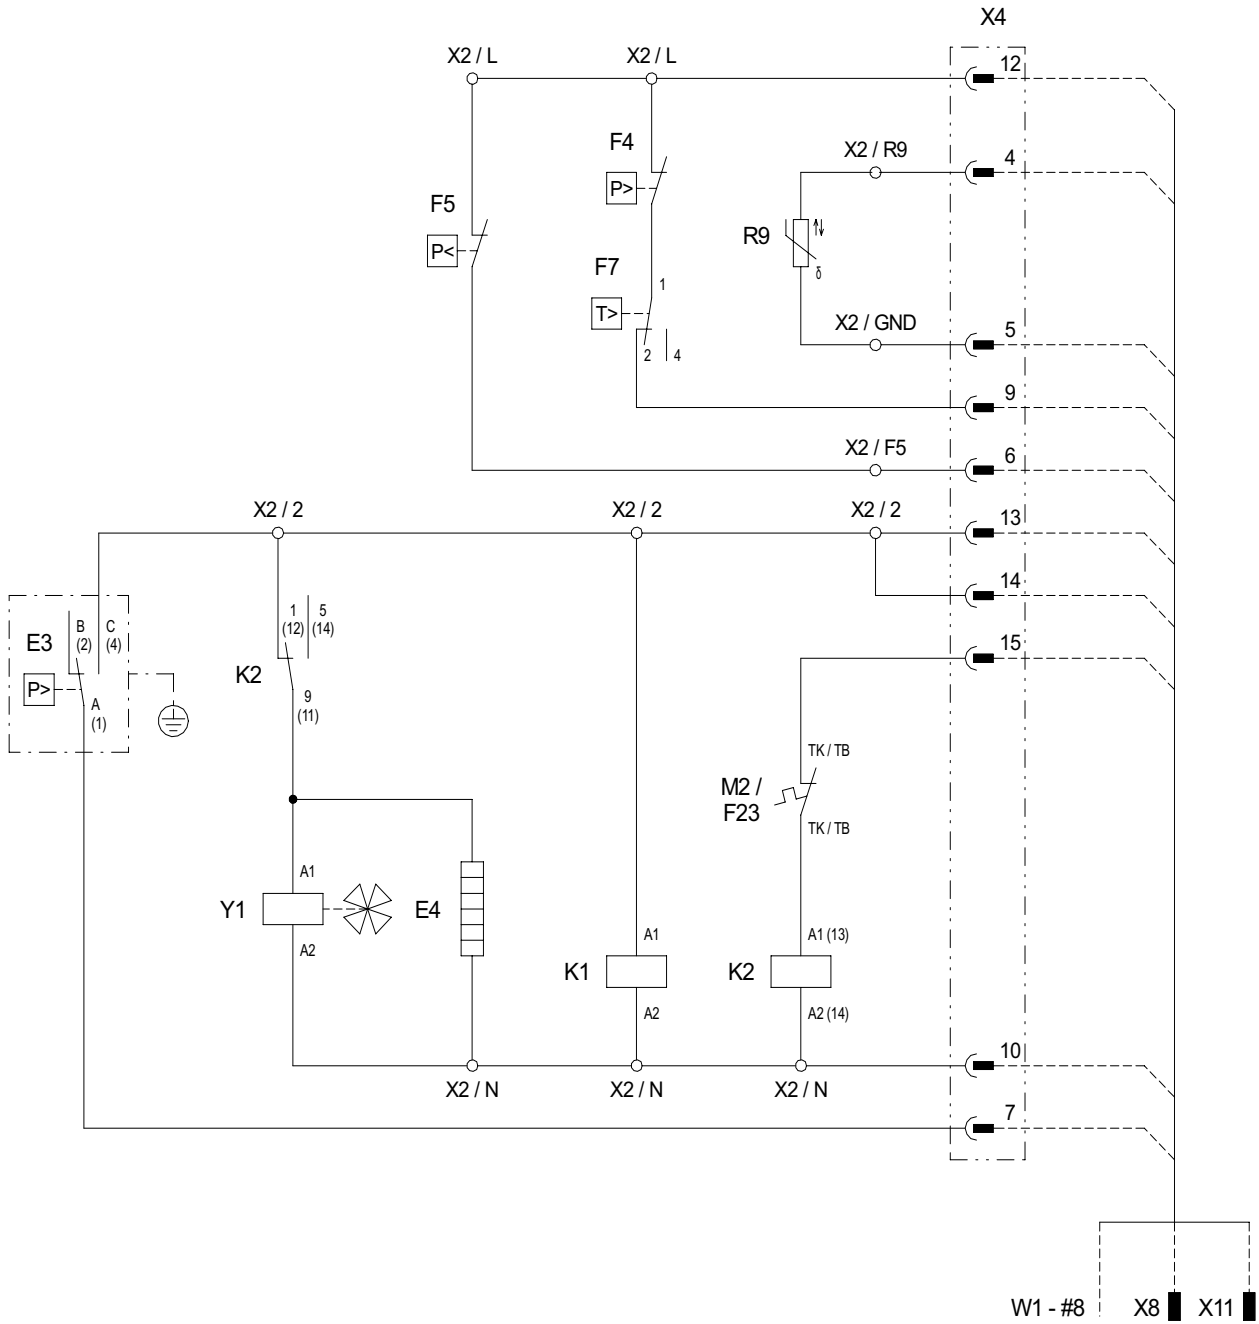 X4
X2 / L
X2 / L
12
F4
P>
X2 / R9
4
F5
P<
R9
δ
F7
1
T>
2
4
X2 / GND
5
9
X2 / F5
6
X2 / 2
X2 / 2
X2 / 2
13
14
1
(12)
5
(14)
E3
B
(2)
C
(4)
15
K2
P>
A
(1)
9
(11)
TK / TB
M2 /
F23
TK / TB
A1
Y1
A2
E4
A1
K1
A2
A1 (13)
K2
A2 (14)
10
X2 / N
X2 / N
X2 / N
7
W1 - #8
X8
X11